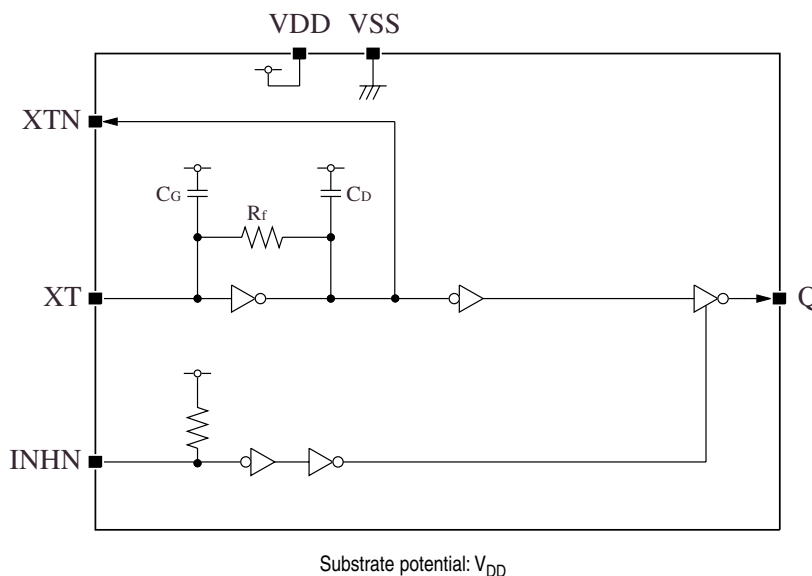 VDD VSS
XTN
CG CD
Rf
XT Q
INHN
Substrate potential: VDD